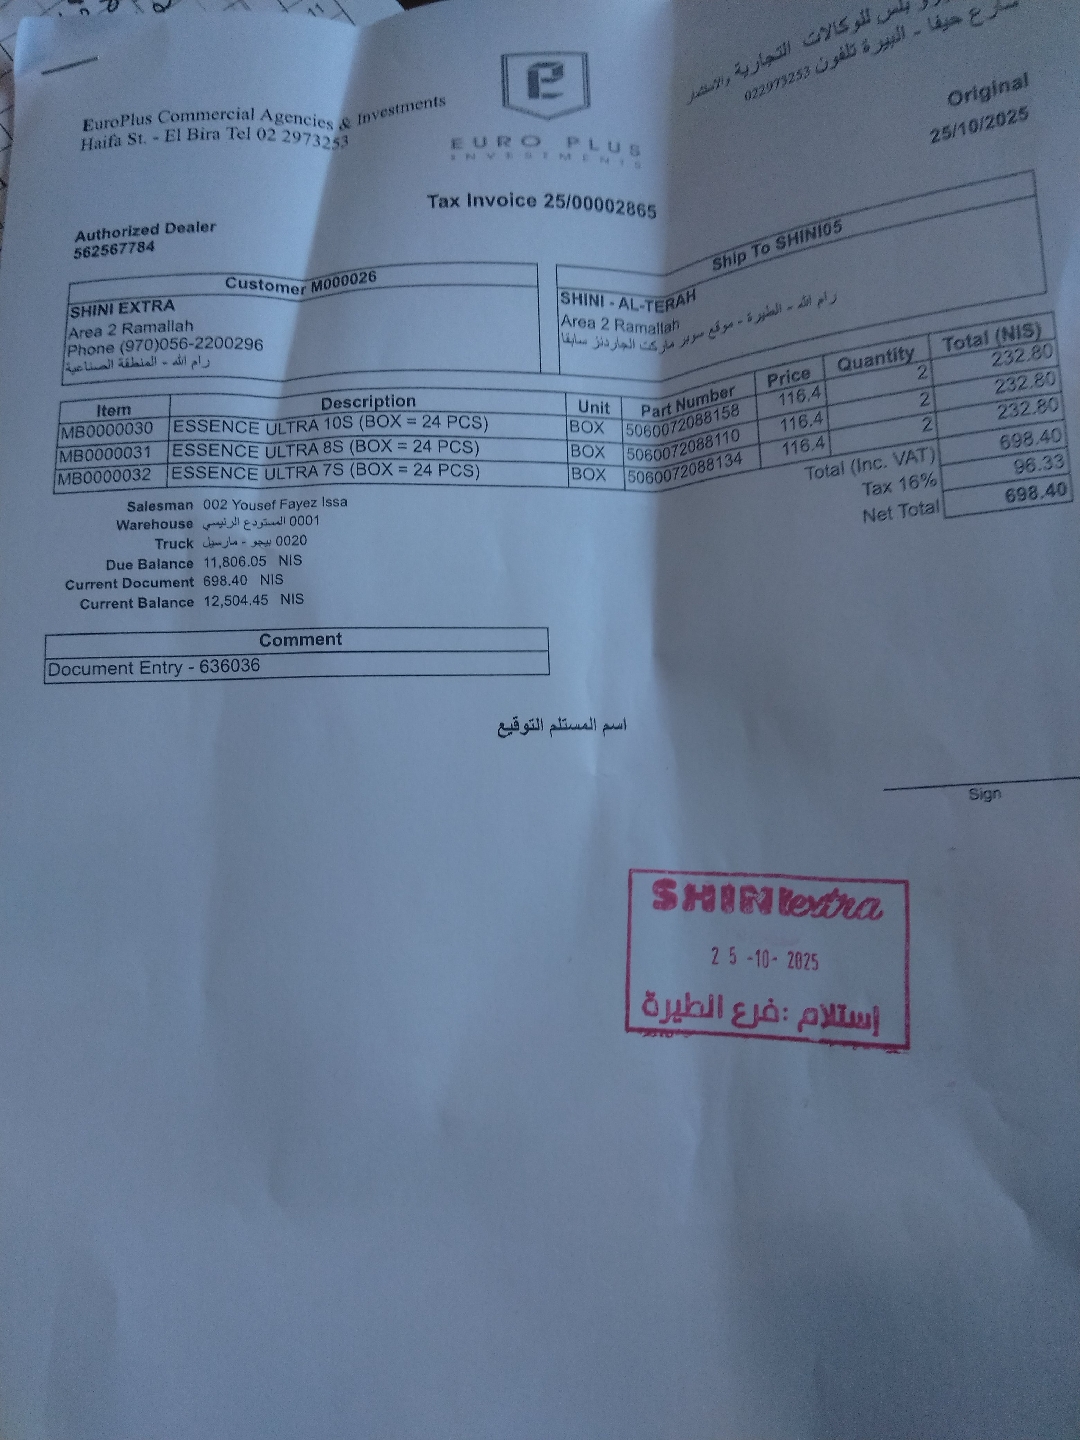 EuroPlus Commercial Agencies & Investments
Haifa St. - El Bira Tel 02 2973253
EURO PLUS
INVESTMENTS
بلس للوكالات التجارية والاستثمار
شارع حيفا - البيرة تلفون 022973253
Original
25/10/2025
Tax Invoice 25/00002865
Authorized Dealer
562567784
Customer M000026
SHINI EXTRA
Area 2 Ramallah
Phone (970)056-2200296
رام الله - المنطقة الصناعية
Ship To SHINI05
SHINI - AL-TERAH
Area 2 Ramallah
رام الله - الطيرة - موقع سوبر ماركت الجاردنز سابقا
Item Description Unit Part Number Price Quantity Total (NIS)
MB0000030 ESSENCE ULTRA 10S (BOX = 24 PCS) BOX 5060072088158 116.4 2 232.80
MB0000031 ESSENCE ULTRA 8S (BOX = 24 PCS) BOX 5060072088110 116.4 2 232.80
MB0000032 ESSENCE ULTRA 7S (BOX = 24 PCS) BOX 5060072088134 116.4 2 232.80
Total (Inc. VAT) 698.40
Tax 16% 96.33
Net Total 698.40
Salesman 002 Yousef Fayez Issa
Warehouse المستودع الرئيسي 0001
Truck بيجو - مارسيل 0020
Due Balance 11,806.05 NIS
Current Document 698.40 NIS
Current Balance 12,504.45 NIS
Comment
Document Entry - 636036
اسم المستلم التوقيع
Sign
SHINI extra
25-10-2025
إستلام : فرع الطيرة